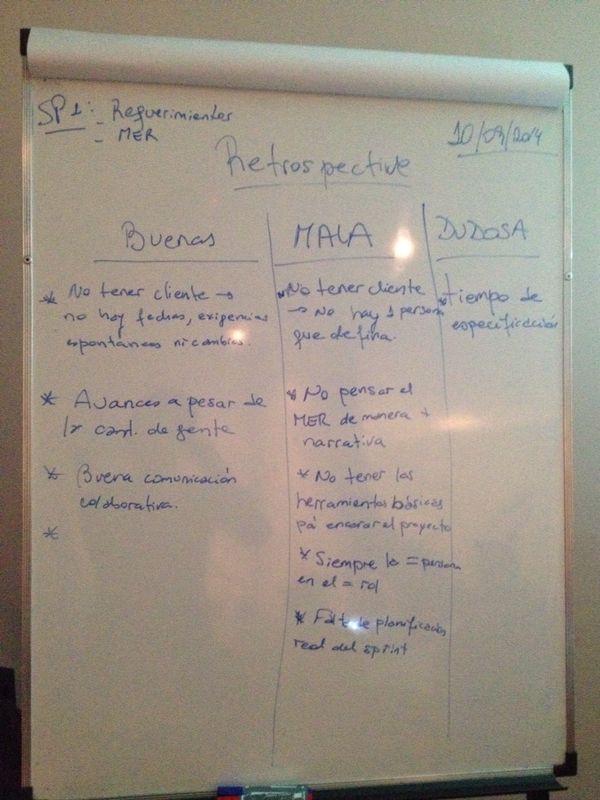 SP1: - Requerimientos
- MER
10/09/2014
Retrospective
Buenas
* No tener cliente →
no hay fechas, exigencias
espontaneas ni cambios.
* Avances a pesar de
la cant. de gente
* Buena comunicación
colaborativa.
*
MALA
* No tener cliente
→ No hay 1 persona
que defina.
* No pensar el
MER de manera +
narrativa
* No tener las
herramientas básicas
pá encarar el proyecto
* Siempre la = persona
en el = rol
* Falta de planificación
real del sprint
DUDOSA
* tiempo de
especificación